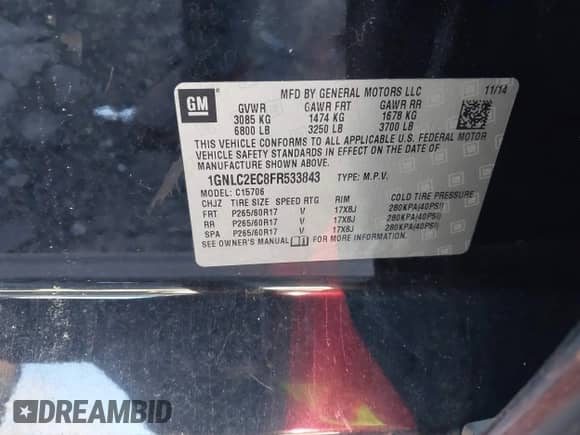 GM
MFD BY GENERAL MOTORS LLC 11/14
GVWR GAWR FRT GAWR RR
3085 KG 1474 KG 1678 KG
6800 LB 3250 LB 3700 LB
THIS VEHICLE CONFORMS TO ALL APPLICABLE U.S. FEDERAL MOTOR
VEHICLE SAFETY STANDARDS IN EFFECT ON THE DATE OF
MANUFACTURE SHOWN ABOVE.
1GNLC2EC8FR533843 TYPE: M.P.V.
MODEL: C15706
CHJZ TIRE SIZE SPEED RTG RIM COLD TIRE PRESSURE
FRT P265/60R17 V 17X8J 280KPA(40PSI)
RR P265/60R17 V 17X8J 280KPA(40PSI)
SPA P265/60R17 V 17X8J 280KPA(40PSI)
SEE OWNER'S MANUAL FOR MORE INFORMATION.
DREAMBID